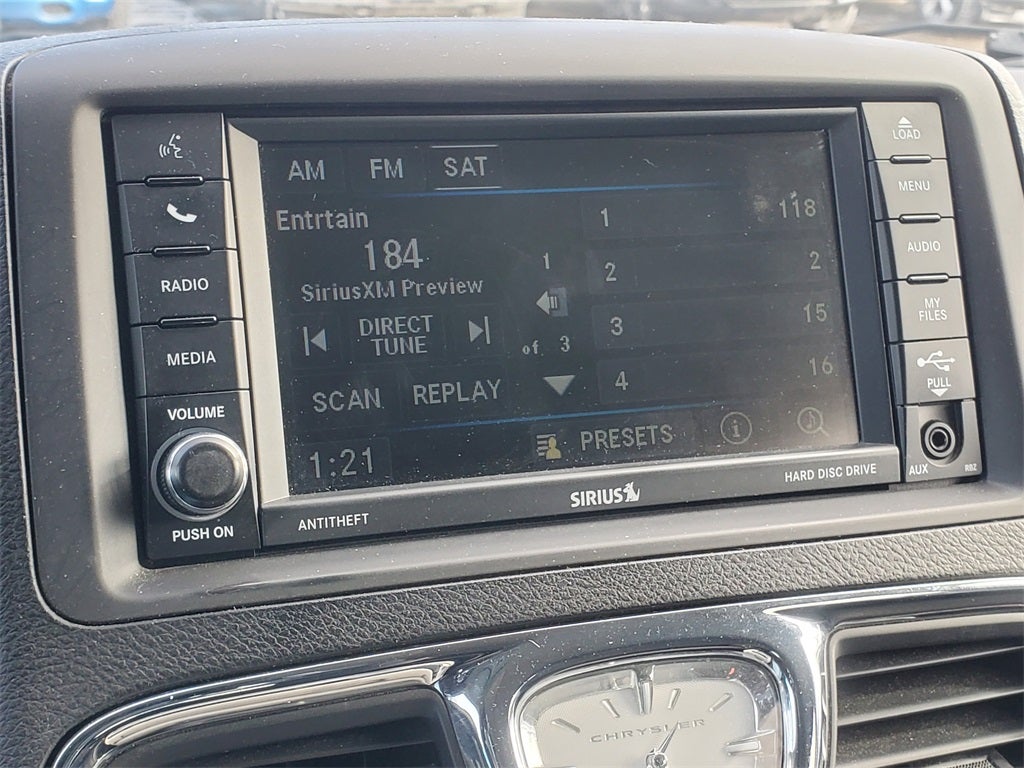 LOAD
AM FM SAT
MENU
Entrtain
1 118
184
AUDIO
SiriusXM Preview
1
2 2
RADIO
MY
FILES
DIRECT
TUNE
of 3
3 15
MEDIA
PULL
SCAN REPLAY
4 16
VOLUME
1:21
PRESETS
i
AUX RBZ
PUSH ON
ANTITHEFT
SIRIUS
HARD DISC DRIVE
CHRYSLER